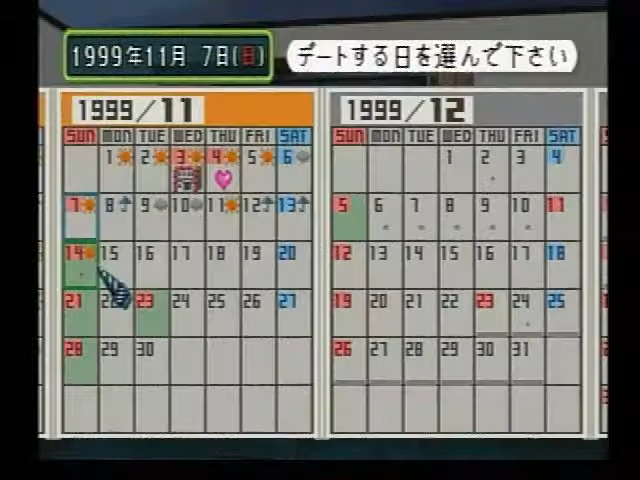 1999年11月 7日(日)
デートする日を選んで下さい
1999/11
SUN MON TUE WED THU FRI SAT
1 2 3 4 5 6
7 8 9 10 11 12 13
14 15 16 17 18 19 20
21 22 23 24 25 26 27
28 29 30
1999/12
SUN MON TUE WED THU FRI SAT
1 2 3 4
5 6 7 8 9 10 11
12 13 14 15 16 17 18
19 20 21 22 23 24 25
26 27 28 29 30 31